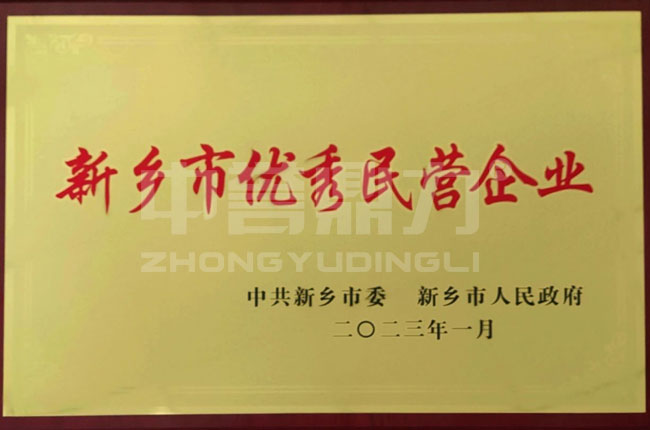 新乡市优秀民营企业
中誉鼎力
ZHONGYUDINGLI
中共新乡市委 新乡市人民政府
二〇二三年一月